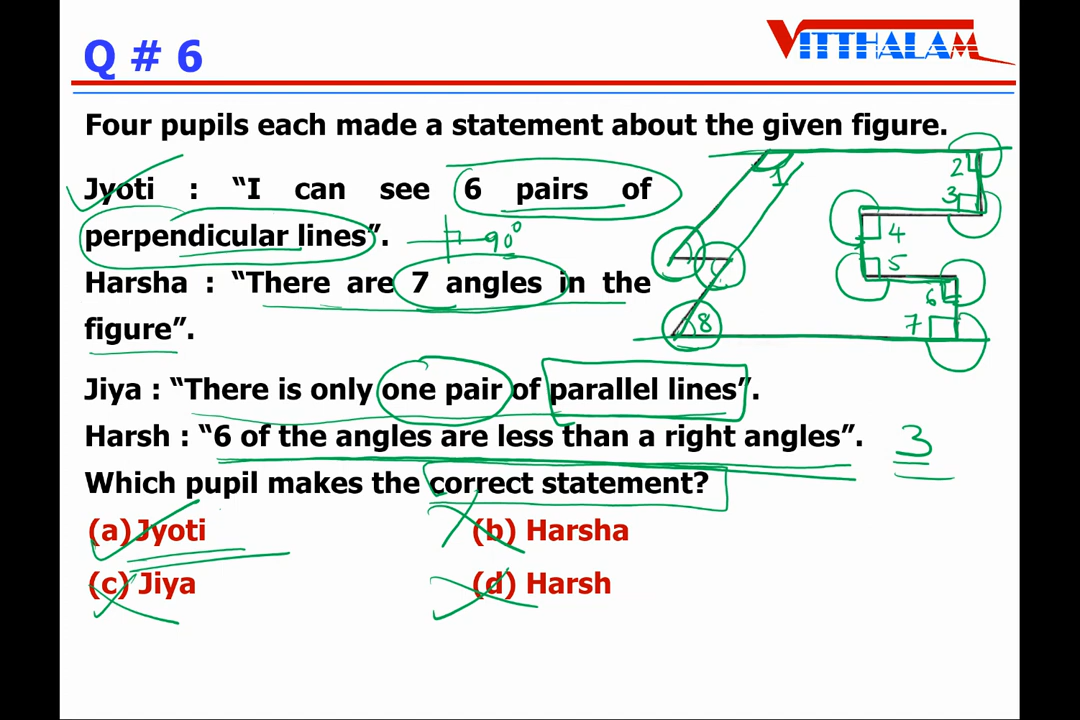 Q # 6
VITTHALAM
Four pupils each made a statement about the given figure.
Jyoti : “I can see 6 pairs of
perpendicular lines”.
90°
Harsha : “There are 7 angles in the
figure”.
1
2
3
4
5
6
7
8
Jiya : “There is only one pair of parallel lines”.
Harsh : “6 of the angles are less than a right angles”.
3
Which pupil makes the correct statement?
(a) Jyoti (b) Harsha
(c) Jiya (d) Harsh